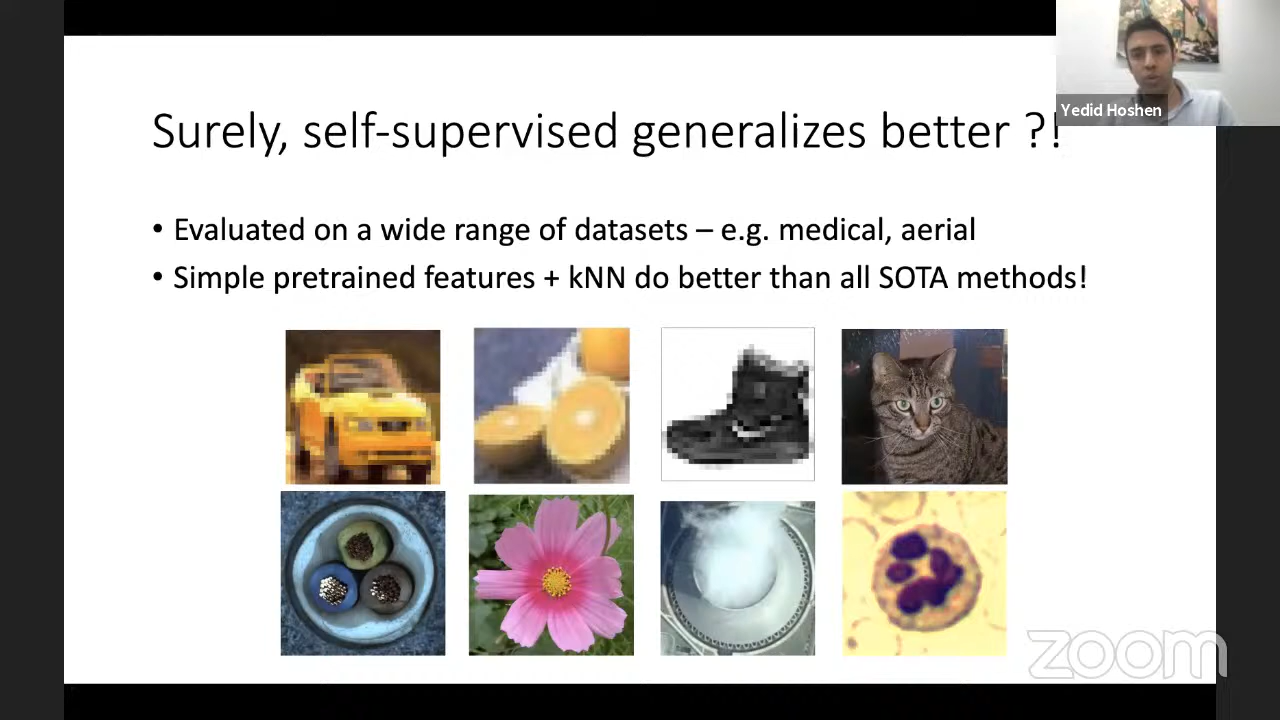 Yedid Hoshen
Surely, self-supervised generalizes better ?!
• Evaluated on a wide range of datasets – e.g. medical, aerial
• Simple pretrained features + kNN do better than all SOTA methods!
zoom